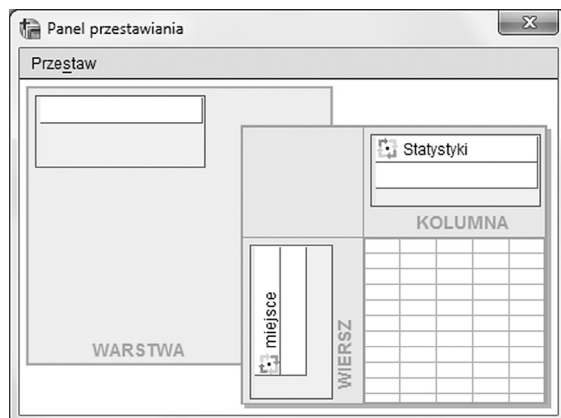 Panel przestawiania
Przestaw
Statystyki
KOLUMNA
miejsce
WIERSZ
WARSTWA